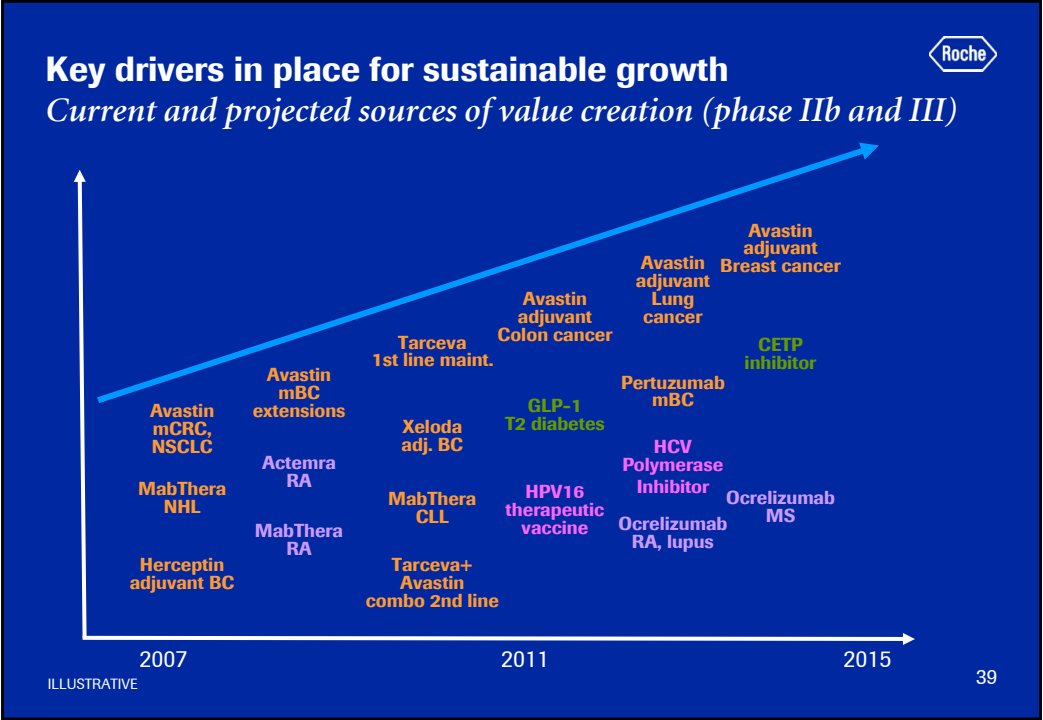 Roche
Key drivers in place for sustainable growth
Current and projected sources of value creation (phase IIb and III)
Avastin
mCRC,
NSCLC
MabThera
NHL
Herceptin
adjuvant BC
Avastin
mBC
extensions
Actemra
RA
MabThera
RA
Tarceva
1st line maint.
Xeloda
adj. BC
MabThera
CLL
Tarceva+
Avastin
combo 2nd line
Avastin
adjuvant
Colon cancer
GLP-1
T2 diabetes
HPV16
therapeutic
vaccine
Avastin
adjuvant
Lung
cancer
Pertuzumab
mBC
HCV
Polymerase
Inhibitor
Ocrelizumab
RA, lupus
Avastin
adjuvant
Breast cancer
CETP
inhibitor
Ocrelizumab
MS
2007
2011
2015
ILLUSTRATIVE
39